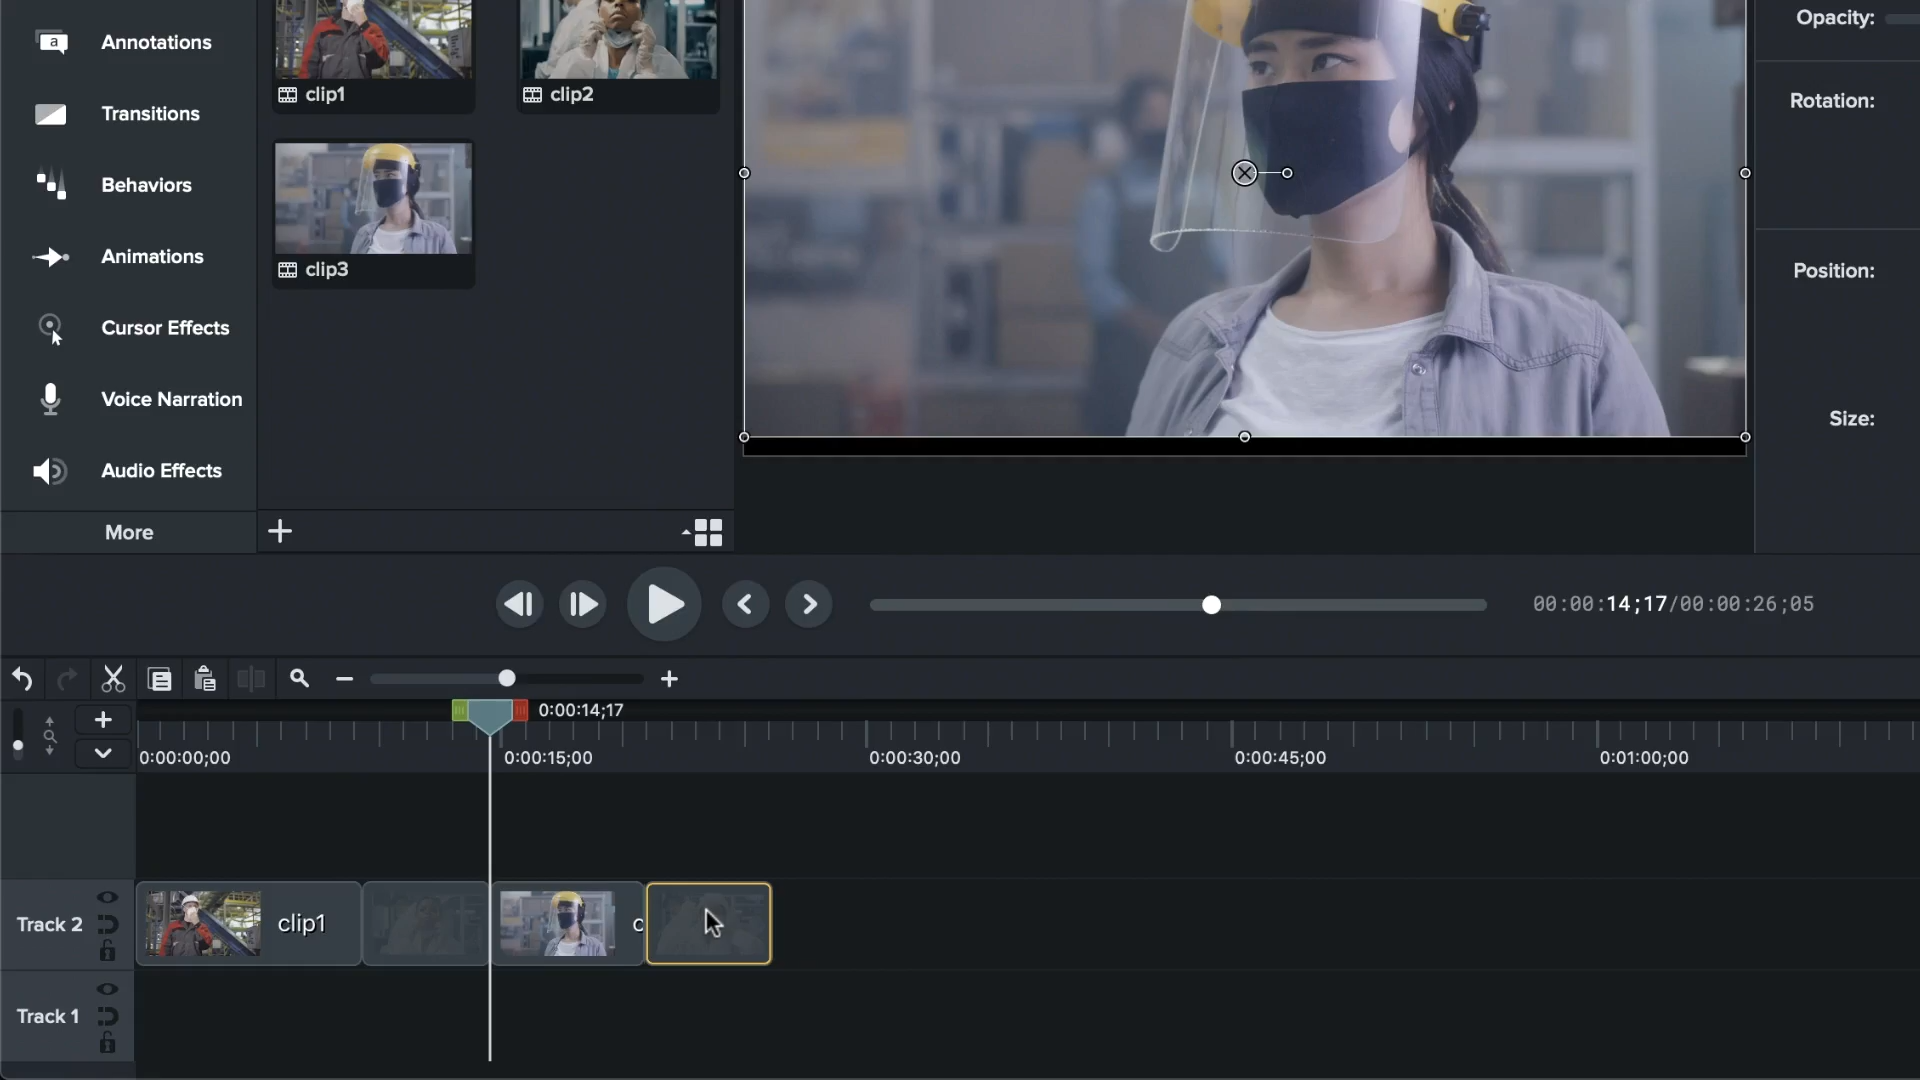 a
Annotations
Transitions
Behaviors
Animations
Cursor Effects
Voice Narration
Audio Effects
More
clip1
clip2
clip3
Opacity:
Rotation:
Position:
Size:
00:00:14;17/00:00:26;05
0:00:14;17
0:00:00;00
0:00:15;00
0:00:30;00
0:00:45;00
0:01:00;00
Track 2
clip1
c
Track 1